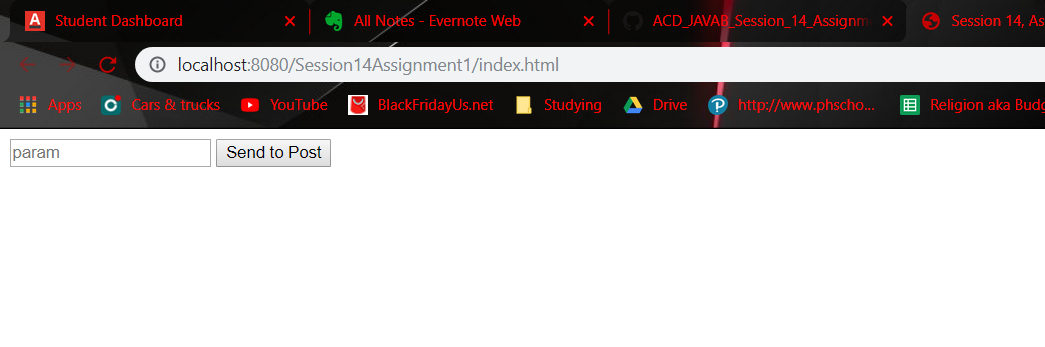 Student Dashboard All Notes - Evernote Web ACD_JAVAB_Session_14_Assignm Session 14, As
localhost:8080/Session14Assignment1/index.html
Apps Cars & trucks YouTube BlackFridayUs.net Studying Drive http://www.phscho... Religion aka Budg
param Send to Post